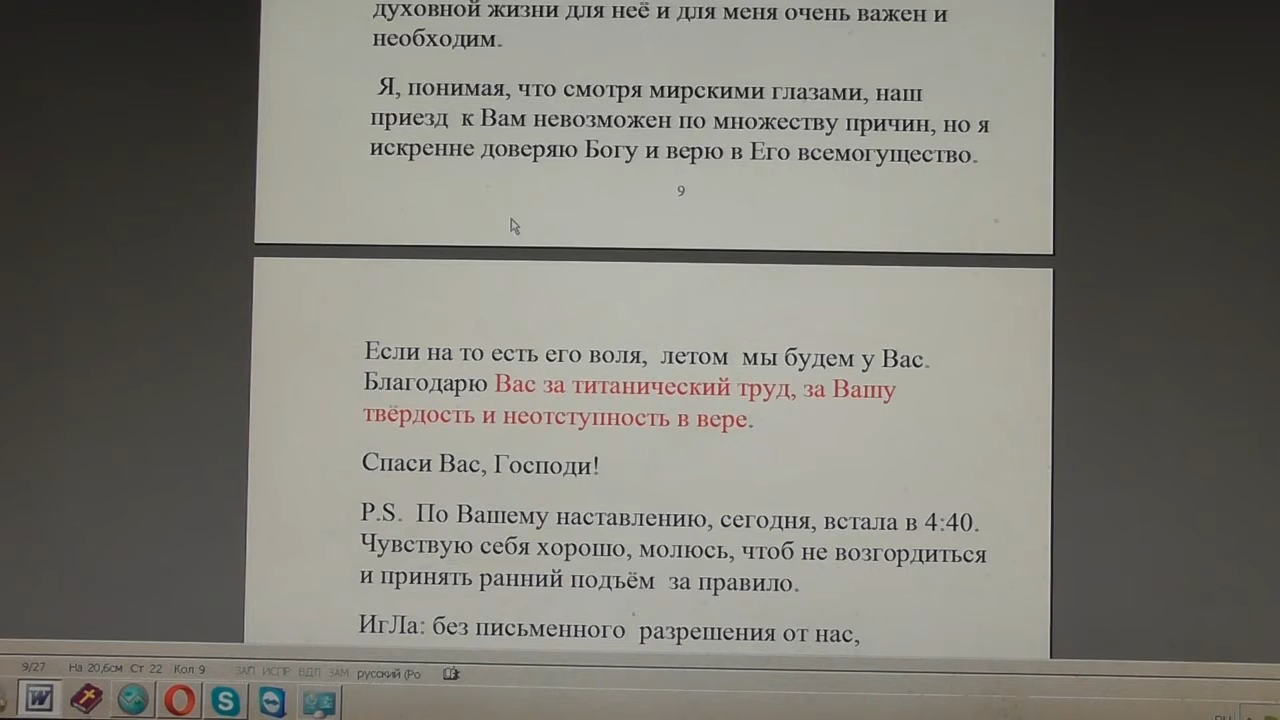 духовной жизни для неё и для меня очень важен и
необходим.
Я, понимая, что смотря мирскими глазами, наш
приезд к Вам невозможен по множеству причин, но я
искренне доверяю Богу и верю в Его всемогущество.
9
Если на то есть его воля, летом мы будем у Вас.
Благодарю Вас за титанический труд, за Вашу
твёрдость и неотступность в вере.
Спаси Вас, Господи!
P.S. По Вашему наставлению, сегодня, встала в 4:40.
Чувствую себя хорошо, молюсь, чтоб не возгордиться
и принять ранний подъём за правило.
ИгЛа: без письменного разрешения от нас,
9/27 На 20,6см Ст 22 Кол 9 ЗАП ИСПР ВДЛ ЗАМ русский (Ро